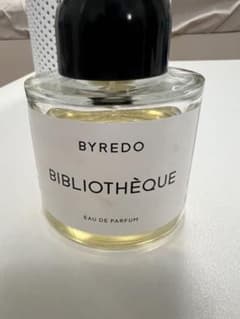 BYREDO
BIBLIOTHÈQUE
EAU DE PARFUM